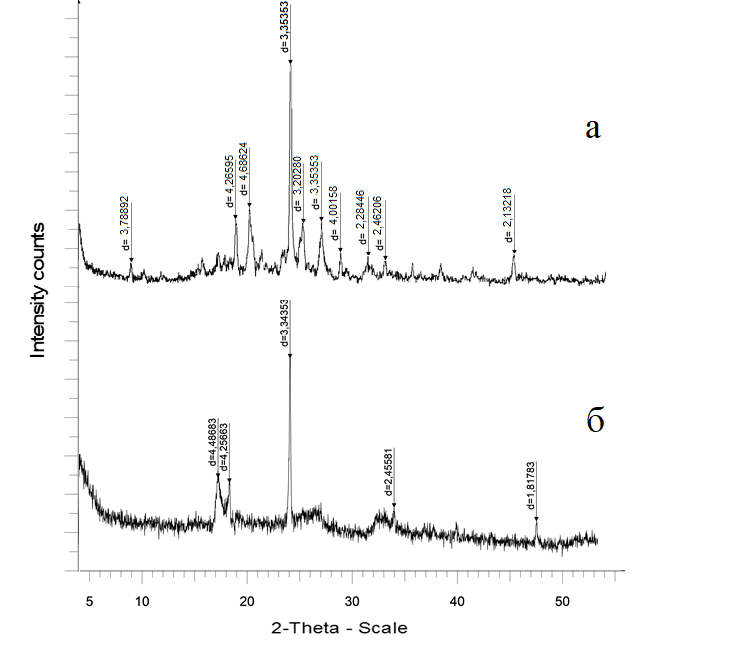 d=3,35353
а
d= 3,78892
d= 4,26595
d= 4,68624
d= 3,20280
d= 3,35353
d= 4,00158
d= 2,28446
d= 2,46206
d= 2,13218
Intensity counts
d=3,34353
б
d=4,48683
d=4,25663
d=2,45581
d=1,81783
5 10 20 30 40 50
2-Theta - Scale